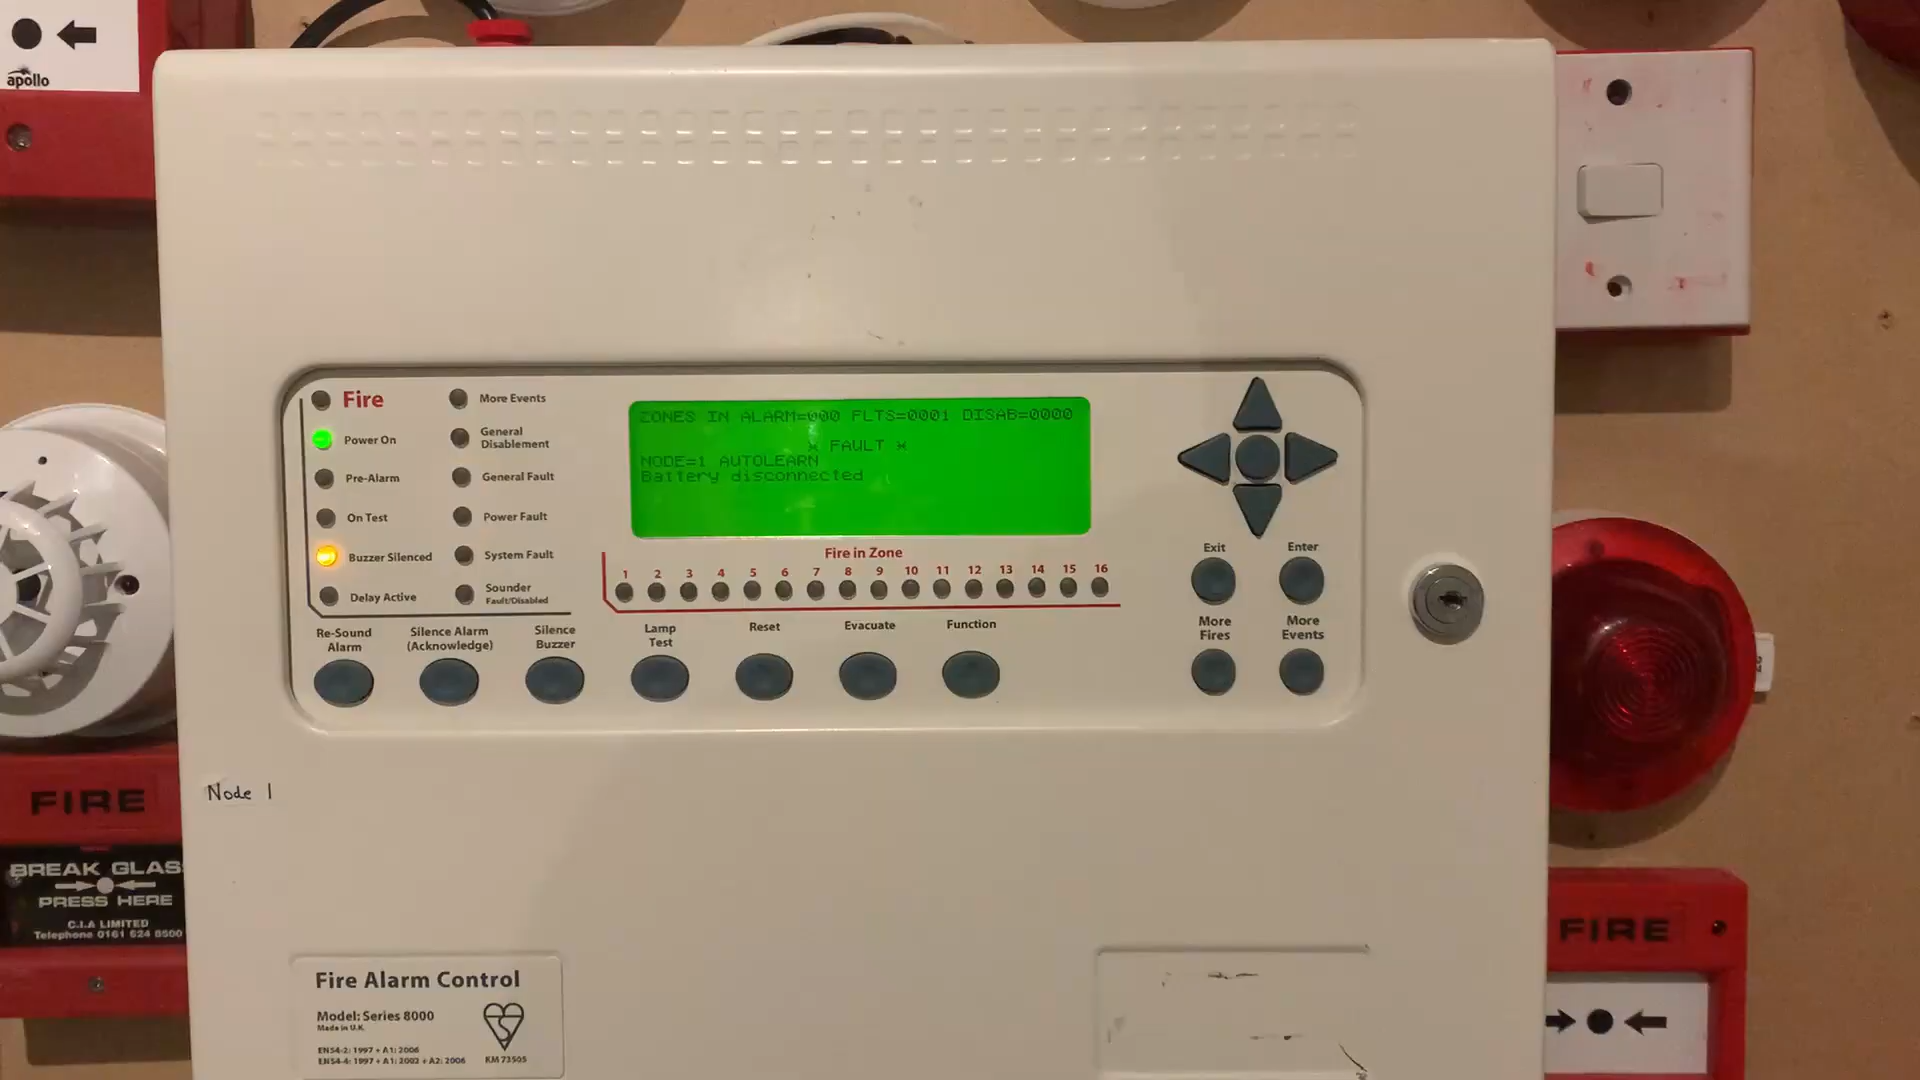 apollo
Fire
Power On
Pre-Alarm
On Test
Buzzer Silenced
Delay Active
More Events
General
Disablement
General Fault
Power Fault
System Fault
Sounder
Fault/Disabled
ZONES IN ALARM=000 FLTS=0001 DISAB=0000
* FAULT *
NODE=1 AUTOLEARN
Battery disconnected
Fire in Zone
1 2 3 4 5 6 7 8 9 10 11 12 13 14 15 16
Exit
Enter
More
Fires
More
Events
Re-Sound
Alarm
Silence Alarm
(Acknowledge)
Silence
Buzzer
Lamp
Test
Reset
Evacuate
Function
Node 1
FIRE
BREAK GLAS
PRESS HERE
C.I.A LIMITED
Telephone 0161 624 8500
Fire Alarm Control
Model: Series 8000
Made in U.K.
EN54-2: 1997 + A1: 2006
EN54-4: 1997 + A1: 2002 + A2: 2006
KM 72505
FIRE